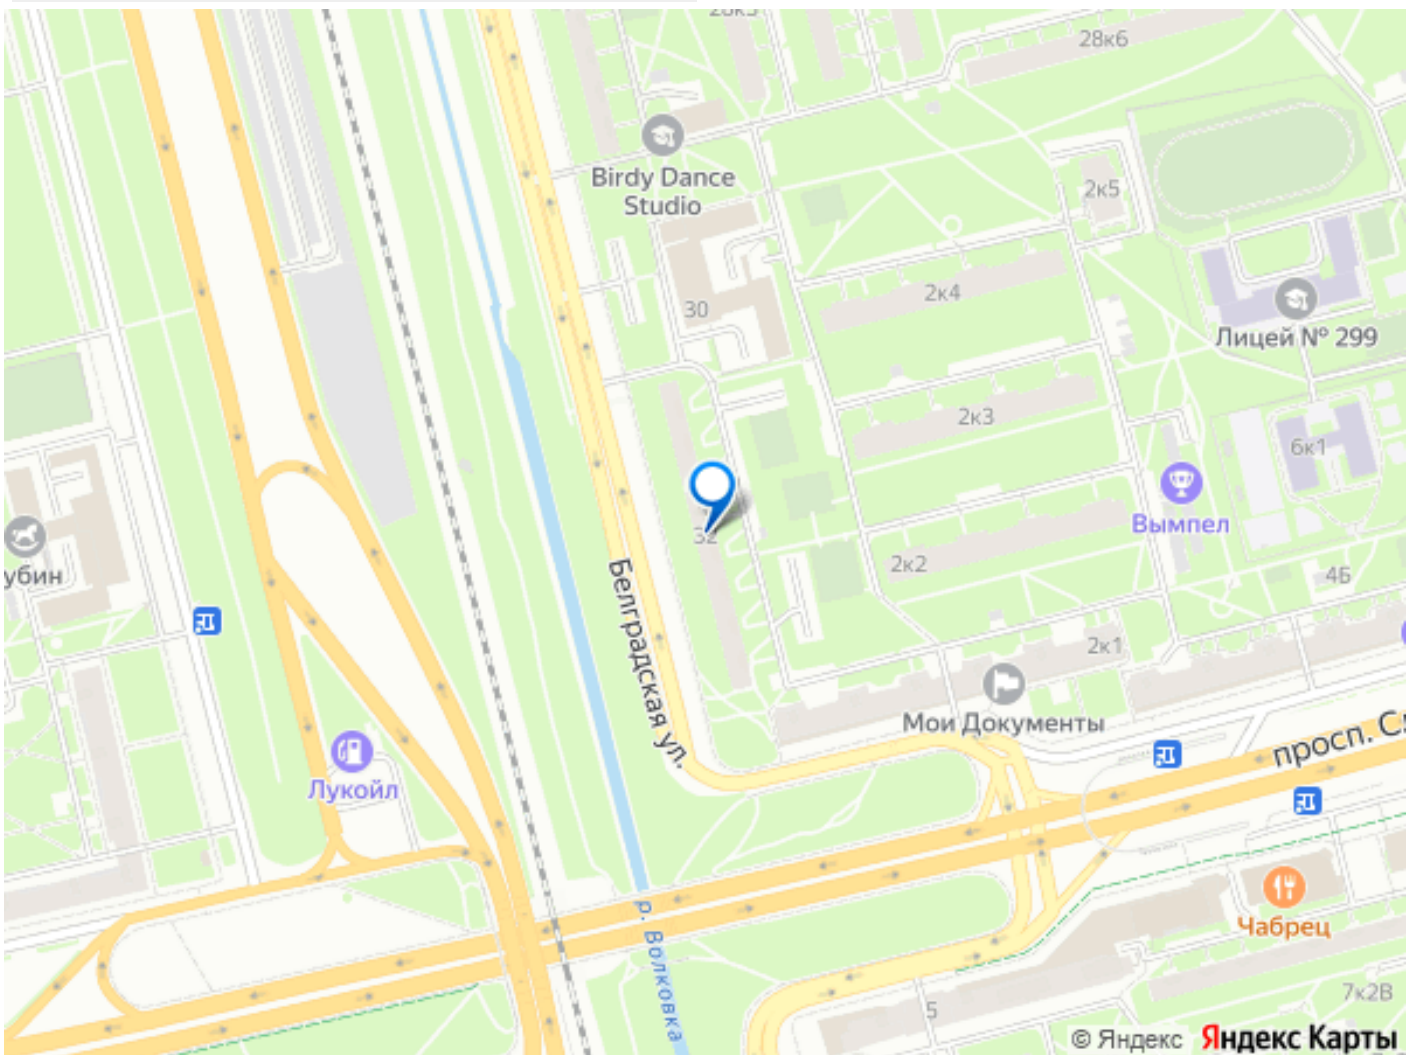 28к6
Birdy Dance
Studio
2к5
2к4
30
Лицей № 299
2к3
6к1
Вымпел
32
2к2
убин
4Б
Белградская ул.
2к1
Мои Документы
просп. С
Лукойл
Чабрец
р. Волковка
7к2В
5
© Яндекс Яндекс Карты